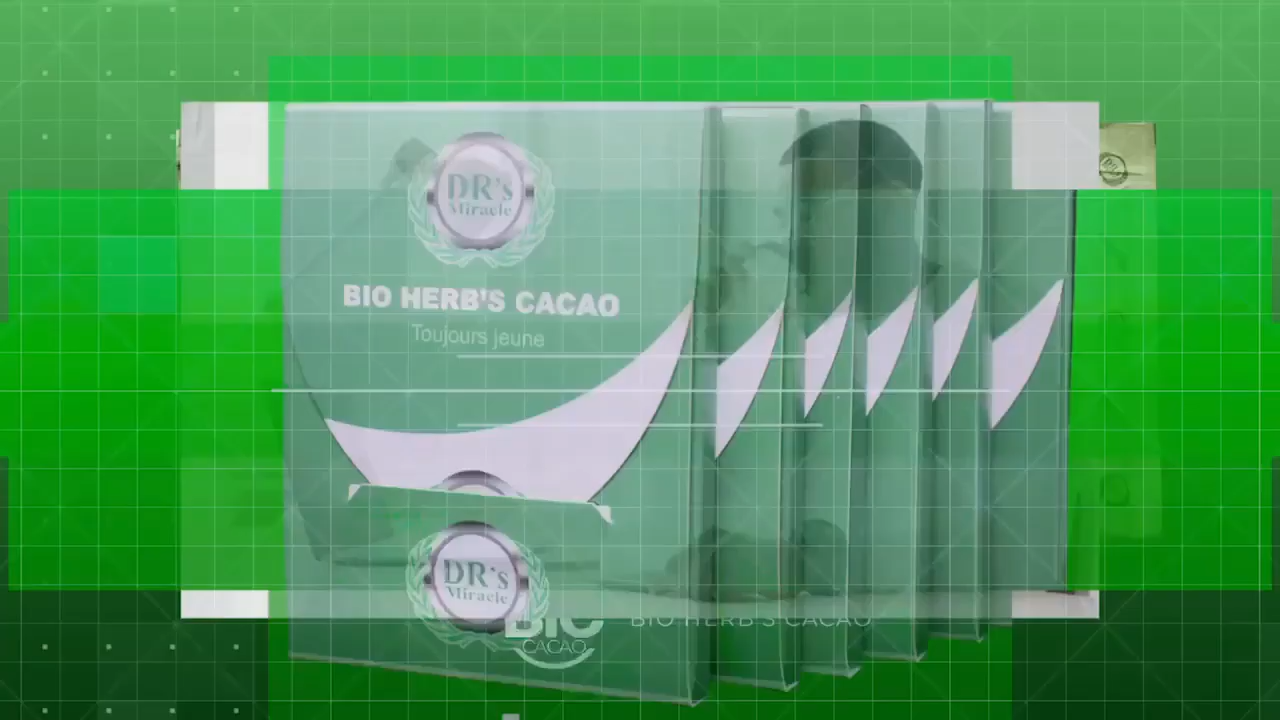 DR's
Miracle
BIO HERB'S CACAO
Toujours jeune
DR's
Miracle
BIO
CACAO
BIO HERB'S CACAO